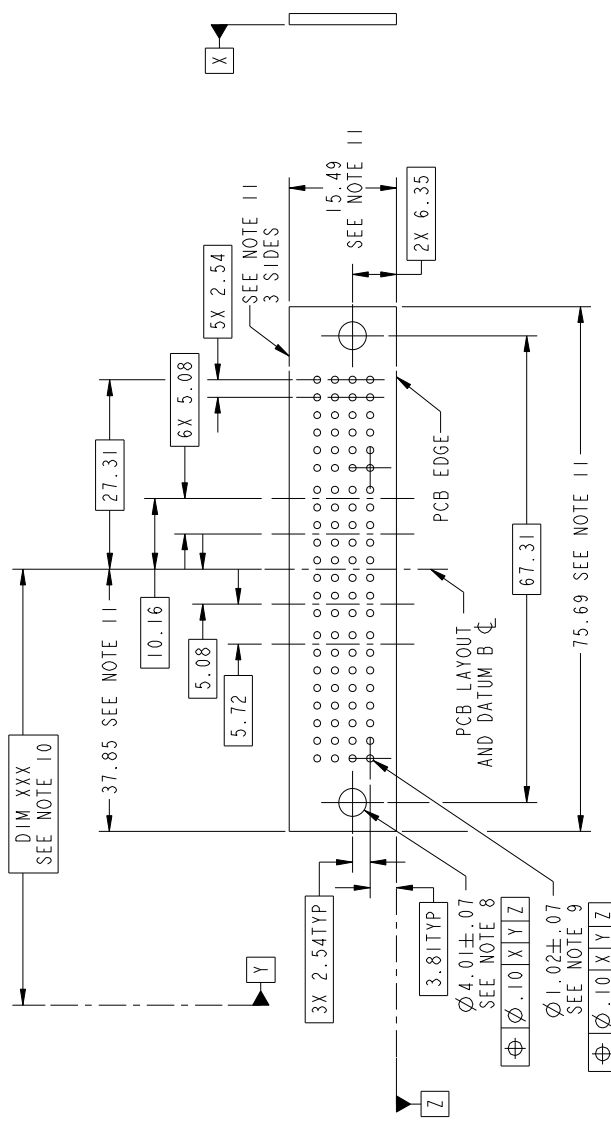 DIM XXX
SEE NOTE 10
37.85 SEE NOTE 11
27.31
10.16
6X 5.08
5.08
5X 2.54
5.72
SEE NOTE 11
3 SIDES
15.49
SEE NOTE 11
2X 6.35
X
Y
Z
3X 2.54TYP
3.81TYP
Ø4.01±.07
SEE NOTE 8
⌖ Ø.10 X Y Z
Ø1.02±.07
SEE NOTE 9
⌖ Ø.10 X Y Z
PCB LAYOUT
AND DATUM B ℄
PCB EDGE
67.31
75.69 SEE NOTE 11